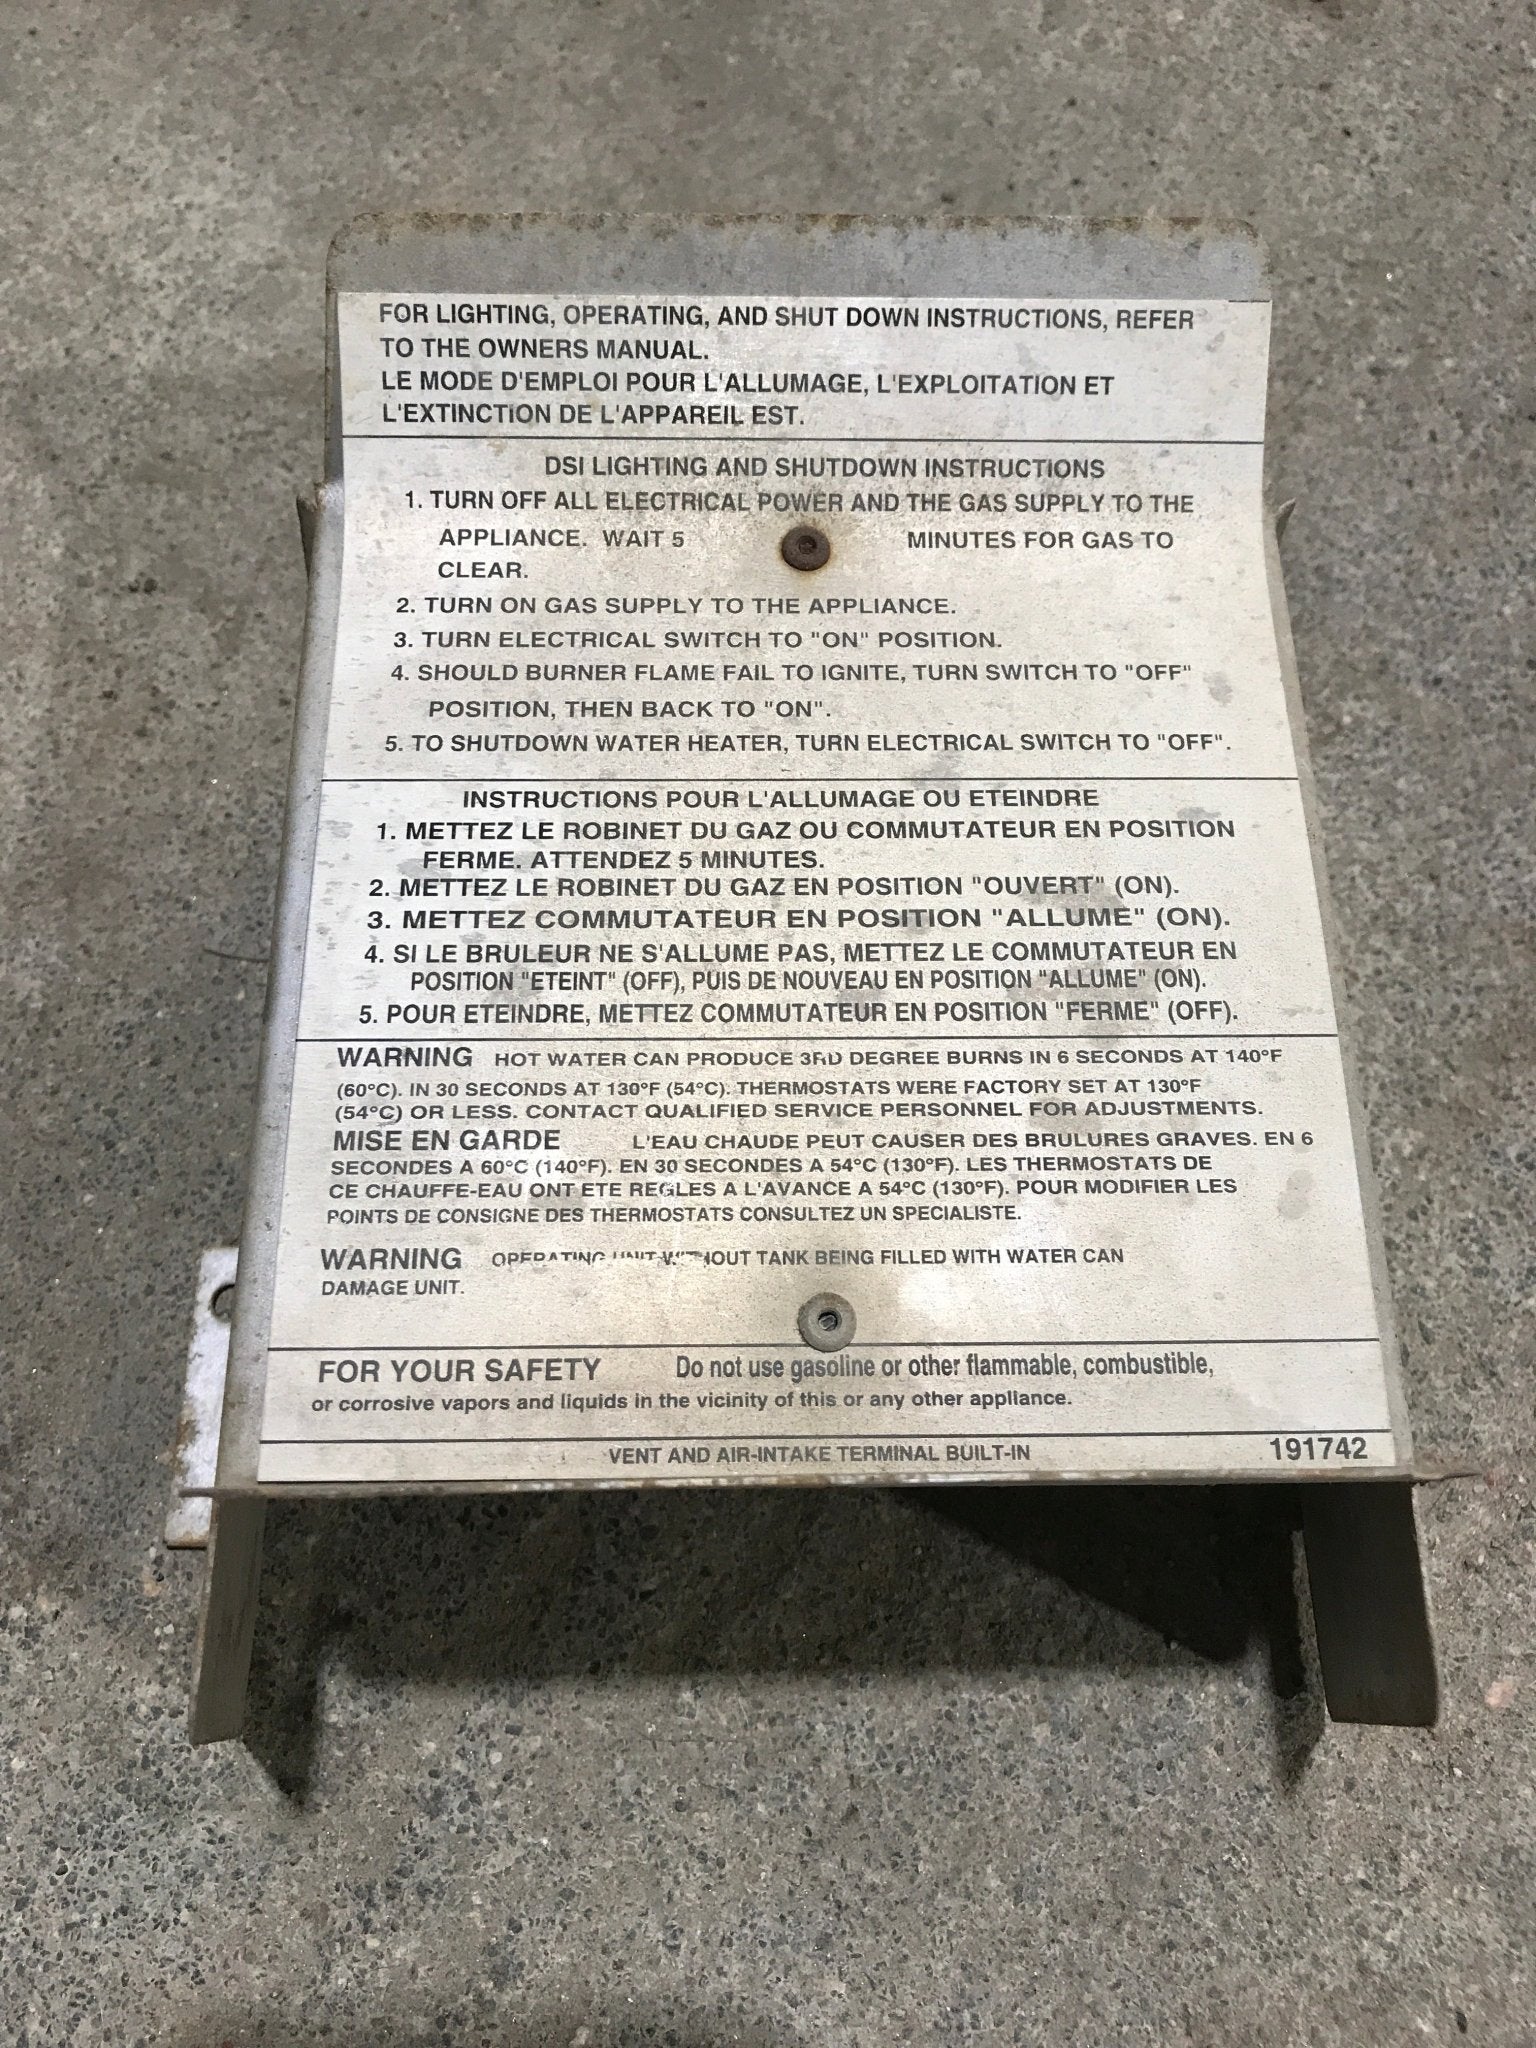 FOR LIGHTING, OPERATING, AND SHUT DOWN INSTRUCTIONS, REFER
TO THE OWNERS MANUAL.
LE MODE D'EMPLOI POUR L'ALLUMAGE, L'EXPLOITATION ET
L'EXTINCTION DE L'APPAREIL EST.
DSI LIGHTING AND SHUTDOWN INSTRUCTIONS
1. TURN OFF ALL ELECTRICAL POWER AND THE GAS SUPPLY TO THE
APPLIANCE. WAIT 5 MINUTES FOR GAS TO
CLEAR.
2. TURN ON GAS SUPPLY TO THE APPLIANCE.
3. TURN ELECTRICAL SWITCH TO "ON" POSITION.
4. SHOULD BURNER FLAME FAIL TO IGNITE, TURN SWITCH TO "OFF"
POSITION, THEN BACK TO "ON".
5. TO SHUTDOWN WATER HEATER, TURN ELECTRICAL SWITCH TO "OFF".
INSTRUCTIONS POUR L'ALLUMAGE OU ETEINDRE
1. METTEZ LE ROBINET DU GAZ OU COMMUTATEUR EN POSITION
FERME. ATTENDEZ 5 MINUTES.
2. METTEZ LE ROBINET DU GAZ EN POSITION "OUVERT" (ON).
3. METTEZ COMMUTATEUR EN POSITION "ALLUME" (ON).
4. SI LE BRULEUR NE S'ALLUME PAS, METTEZ LE COMMUTATEUR EN
POSITION "ETEINT" (OFF), PUIS DE NOUVEAU EN POSITION "ALLUME" (ON).
5. POUR ETEINDRE, METTEZ COMMUTATEUR EN POSITION "FERME" (OFF).
WARNING HOT WATER CAN PRODUCE 3RD DEGREE BURNS IN 6 SECONDS AT 140°F
(60°C). IN 30 SECONDS AT 130°F (54°C). THERMOSTATS WERE FACTORY SET AT 130°F
(54°C) OR LESS. CONTACT QUALIFIED SERVICE PERSONNEL FOR ADJUSTMENTS.
MISE EN GARDE L'EAU CHAUDE PEUT CAUSER DES BRULURES GRAVES. EN 6
SECONDES A 60°C (140°F). EN 30 SECONDES A 54°C (130°F). LES THERMOSTATS DE
CE CHAUFFE-EAU ONT ETE REGLES A L'AVANCE A 54°C (130°F). POUR MODIFIER LES
POINTS DE CONSIGNE DES THERMOSTATS CONSULTEZ UN SPECIALISTE.
WARNING OPERATING UNIT WITHOUT TANK BEING FILLED WITH WATER CAN
DAMAGE UNIT.
FOR YOUR SAFETY Do not use gasoline or other flammable, combustible,
or corrosive vapors and liquids in the vicinity of this or any other appliance.
VENT AND AIR-INTAKE TERMINAL BUILT-IN 191742